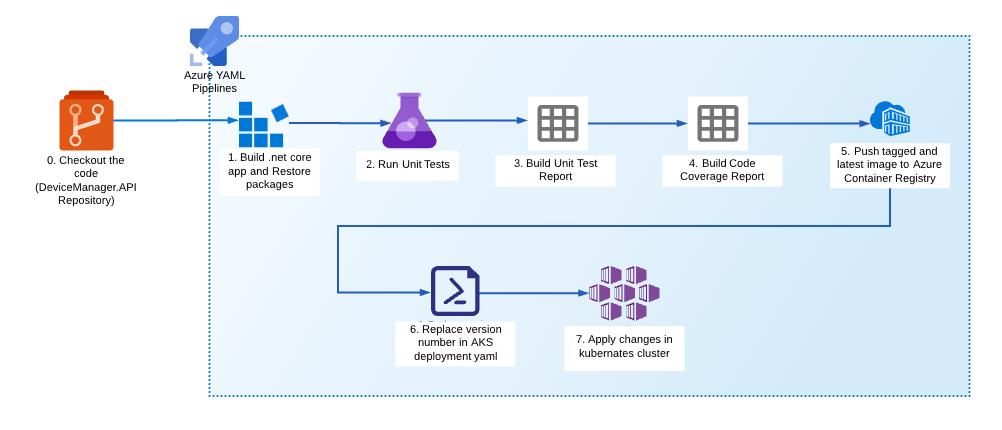 Azure YAML
Pipelines
0. Checkout the
code
(DeviceManager.API
Repository)
1. Build .net core
app and Restore
packages
2. Run Unit Tests
3. Build Unit Test
Report
4. Build Code
Coverage Report
5. Push tagged and
latest image to Azure
Container Registry
6. Replace version
number in AKS
deployment yaml
7. Apply changes in
kubernates cluster